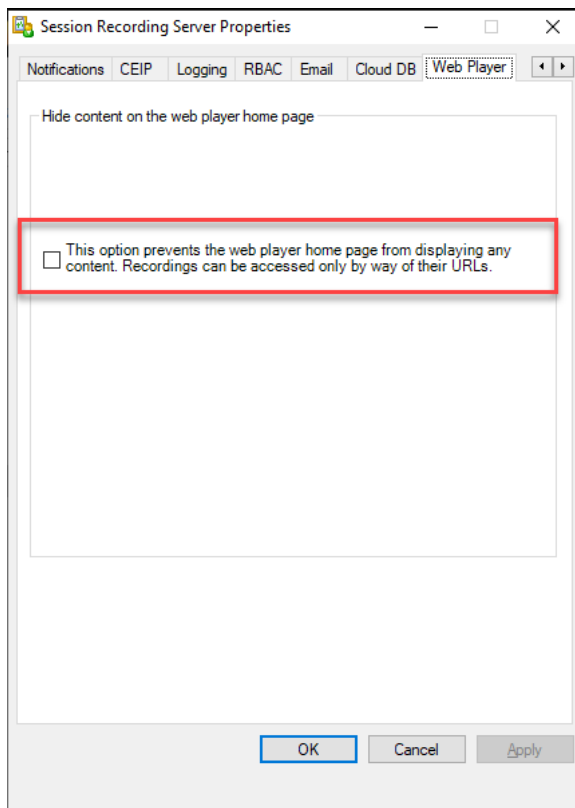 Session Recording Server Properties
Notifications CEIP Logging RBAC Email Cloud DB Web Player
Hide content on the web player home page
This option prevents the web player home page from displaying any
content. Recordings can be accessed only by way of their URLs.
OK Cancel Apply